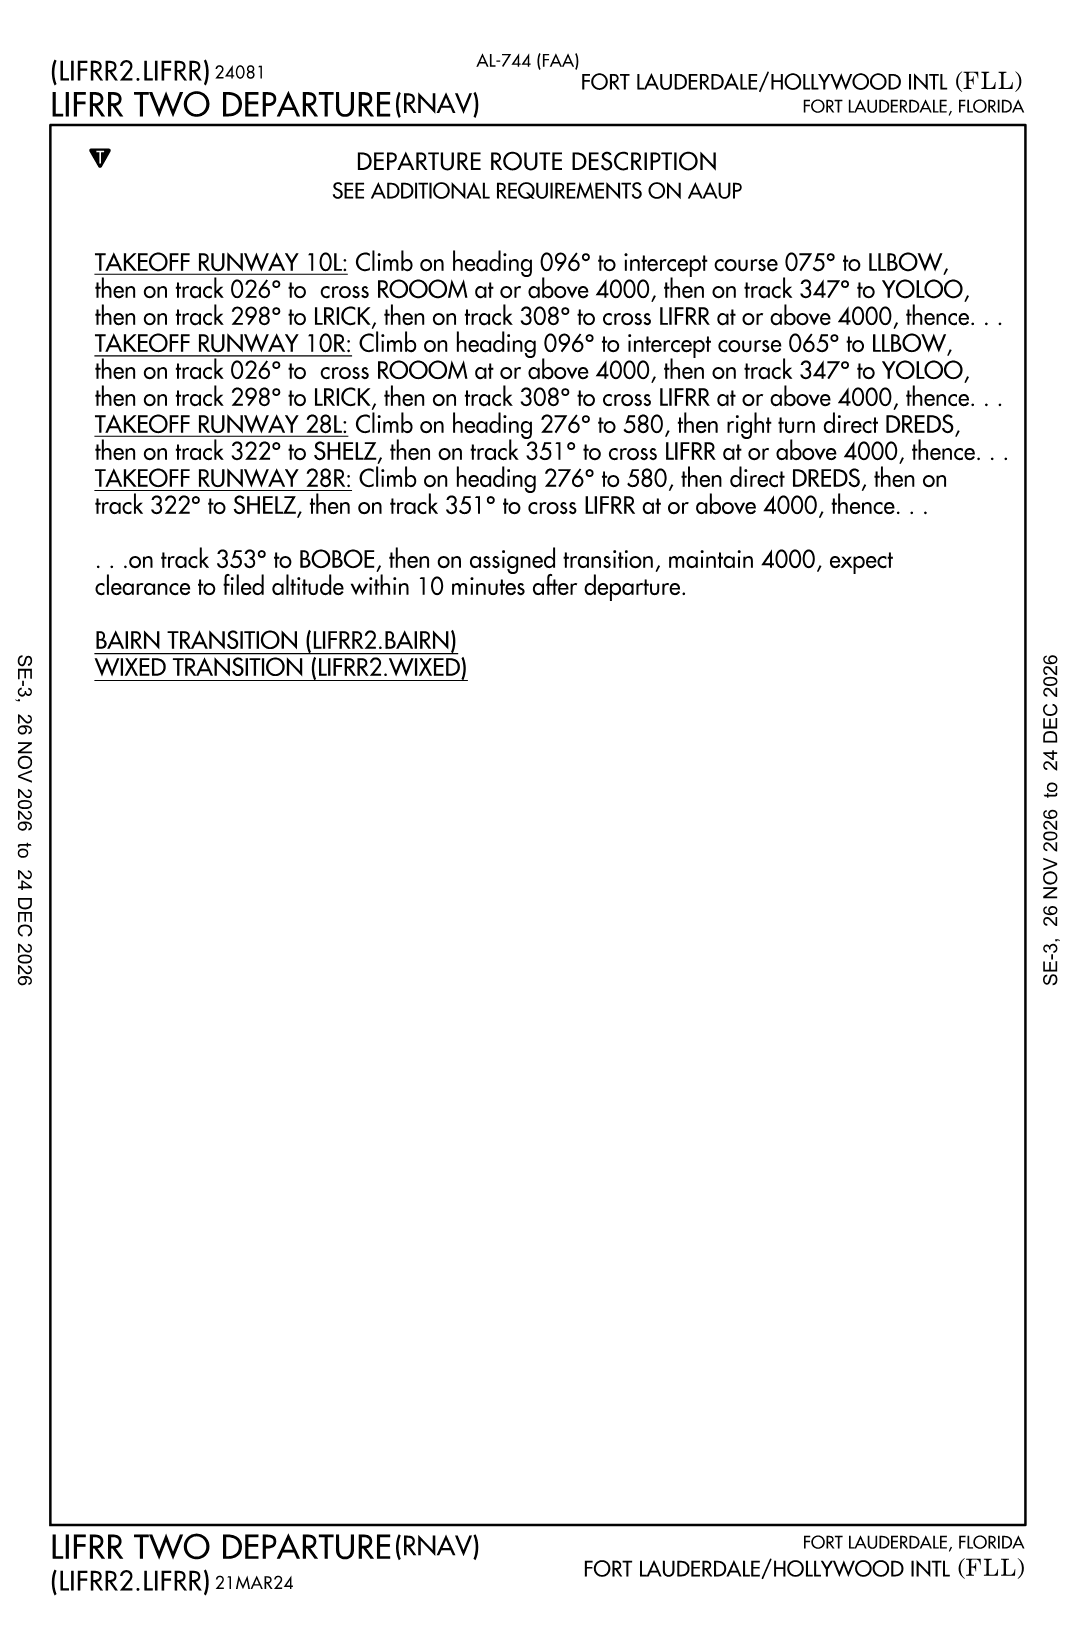 (LIFRR2.LIFRR) 24081
AL-744 (FAA)
LIFRR TWO DEPARTURE(RNAV)
FORT LAUDERDALE/HOLLYWOOD INTL (FLL)
FORT LAUDERDALE, FLORIDA
T
DEPARTURE ROUTE DESCRIPTION
SEE ADDITIONAL REQUIREMENTS ON AAUP
TAKEOFF RUNWAY 10L: Climb on heading 096° to intercept course 075° to LLBOW,
then on track 026° to  cross ROOOM at or above 4000, then on track 347° to YOLOO,
then on track 298° to LRICK, then on track 308° to cross LIFRR at or above 4000, thence. . .
TAKEOFF RUNWAY 10R: Climb on heading 096° to intercept course 065° to LLBOW,
then on track 026° to  cross ROOOM at or above 4000, then on track 347° to YOLOO,
then on track 298° to LRICK, then on track 308° to cross LIFRR at or above 4000, thence. . .
TAKEOFF RUNWAY 28L: Climb on heading 276° to 580, then right turn direct DREDS,
then on track 322° to SHELZ, then on track 351° to cross LIFRR at or above 4000, thence. . .
TAKEOFF RUNWAY 28R: Climb on heading 276° to 580, then direct DREDS, then on
track 322° to SHELZ, then on track 351° to cross LIFRR at or above 4000, thence. . .
. . .on track 353° to BOBOE, then on assigned transition, maintain 4000, expect
clearance to filed altitude within 10 minutes after departure.
BAIRN TRANSITION (LIFRR2.BAIRN)
WIXED TRANSITION (LIFRR2.WIXED)
SE-3, 26 NOV 2026 to 24 DEC 2026
SE-3, 26 NOV 2026 to 24 DEC 2026
LIFRR TWO DEPARTURE(RNAV)
(LIFRR2.LIFRR) 21MAR24
FORT LAUDERDALE, FLORIDA
FORT LAUDERDALE/HOLLYWOOD INTL (FLL)